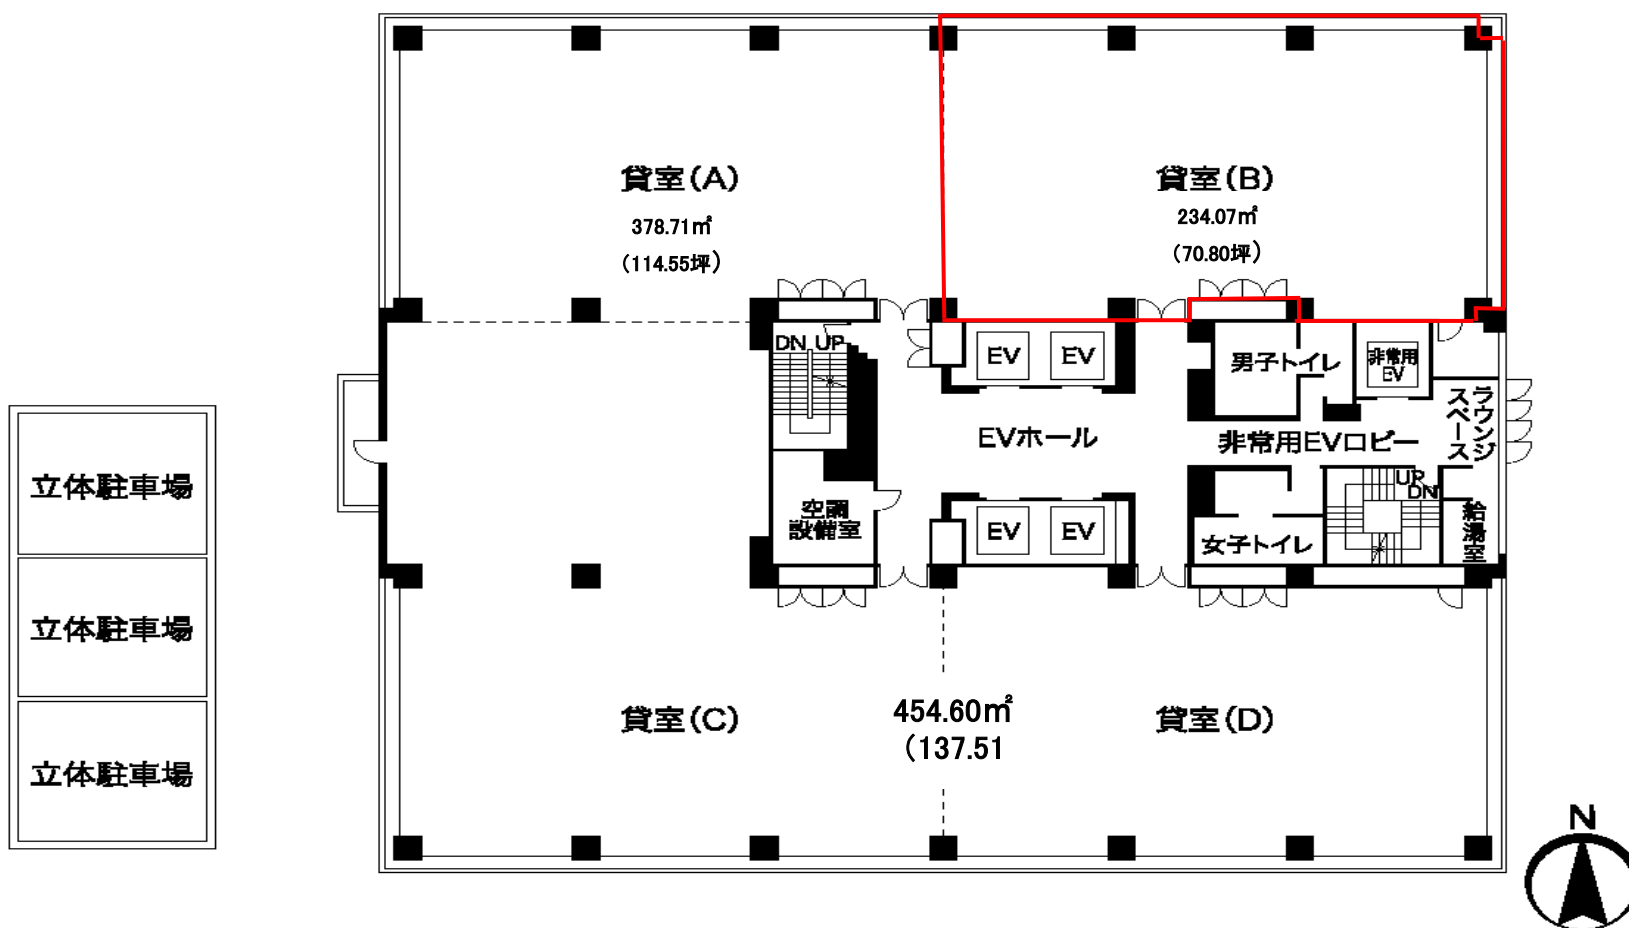 貸室(A)
378.71㎡
(114.55坪)
貸室(B)
234.07㎡
(70.80坪)
DN UP
EV
EV
男子トイレ
非常用
EV
EVホール
非常用EVロビー
ラウンジ
スペース
立体駐車場
立体駐車場
立体駐車場
空調
設備室
EV
EV
女子トイレ
UP
DN
給湯室
貸室(C)
454.60㎡
(137.51
貸室(D)
N